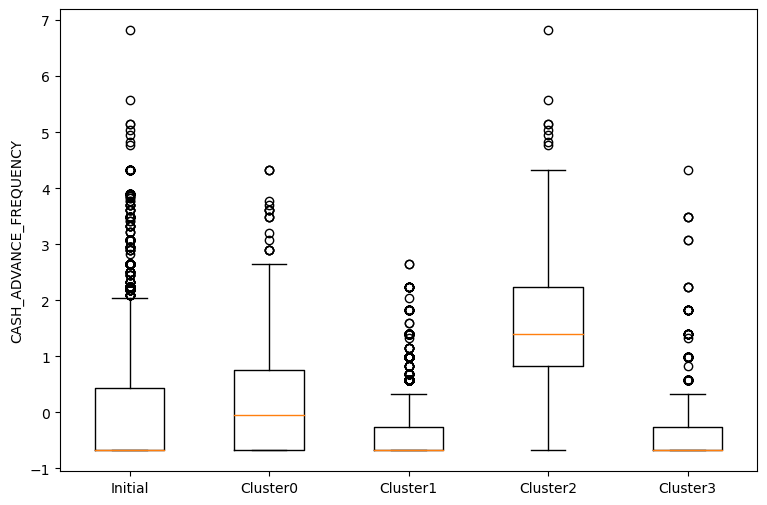 7
6
5
4
3
2
1
0
−1
CASH_ADVANCE_FREQUENCY
Initial
Cluster0
Cluster1
Cluster2
Cluster3